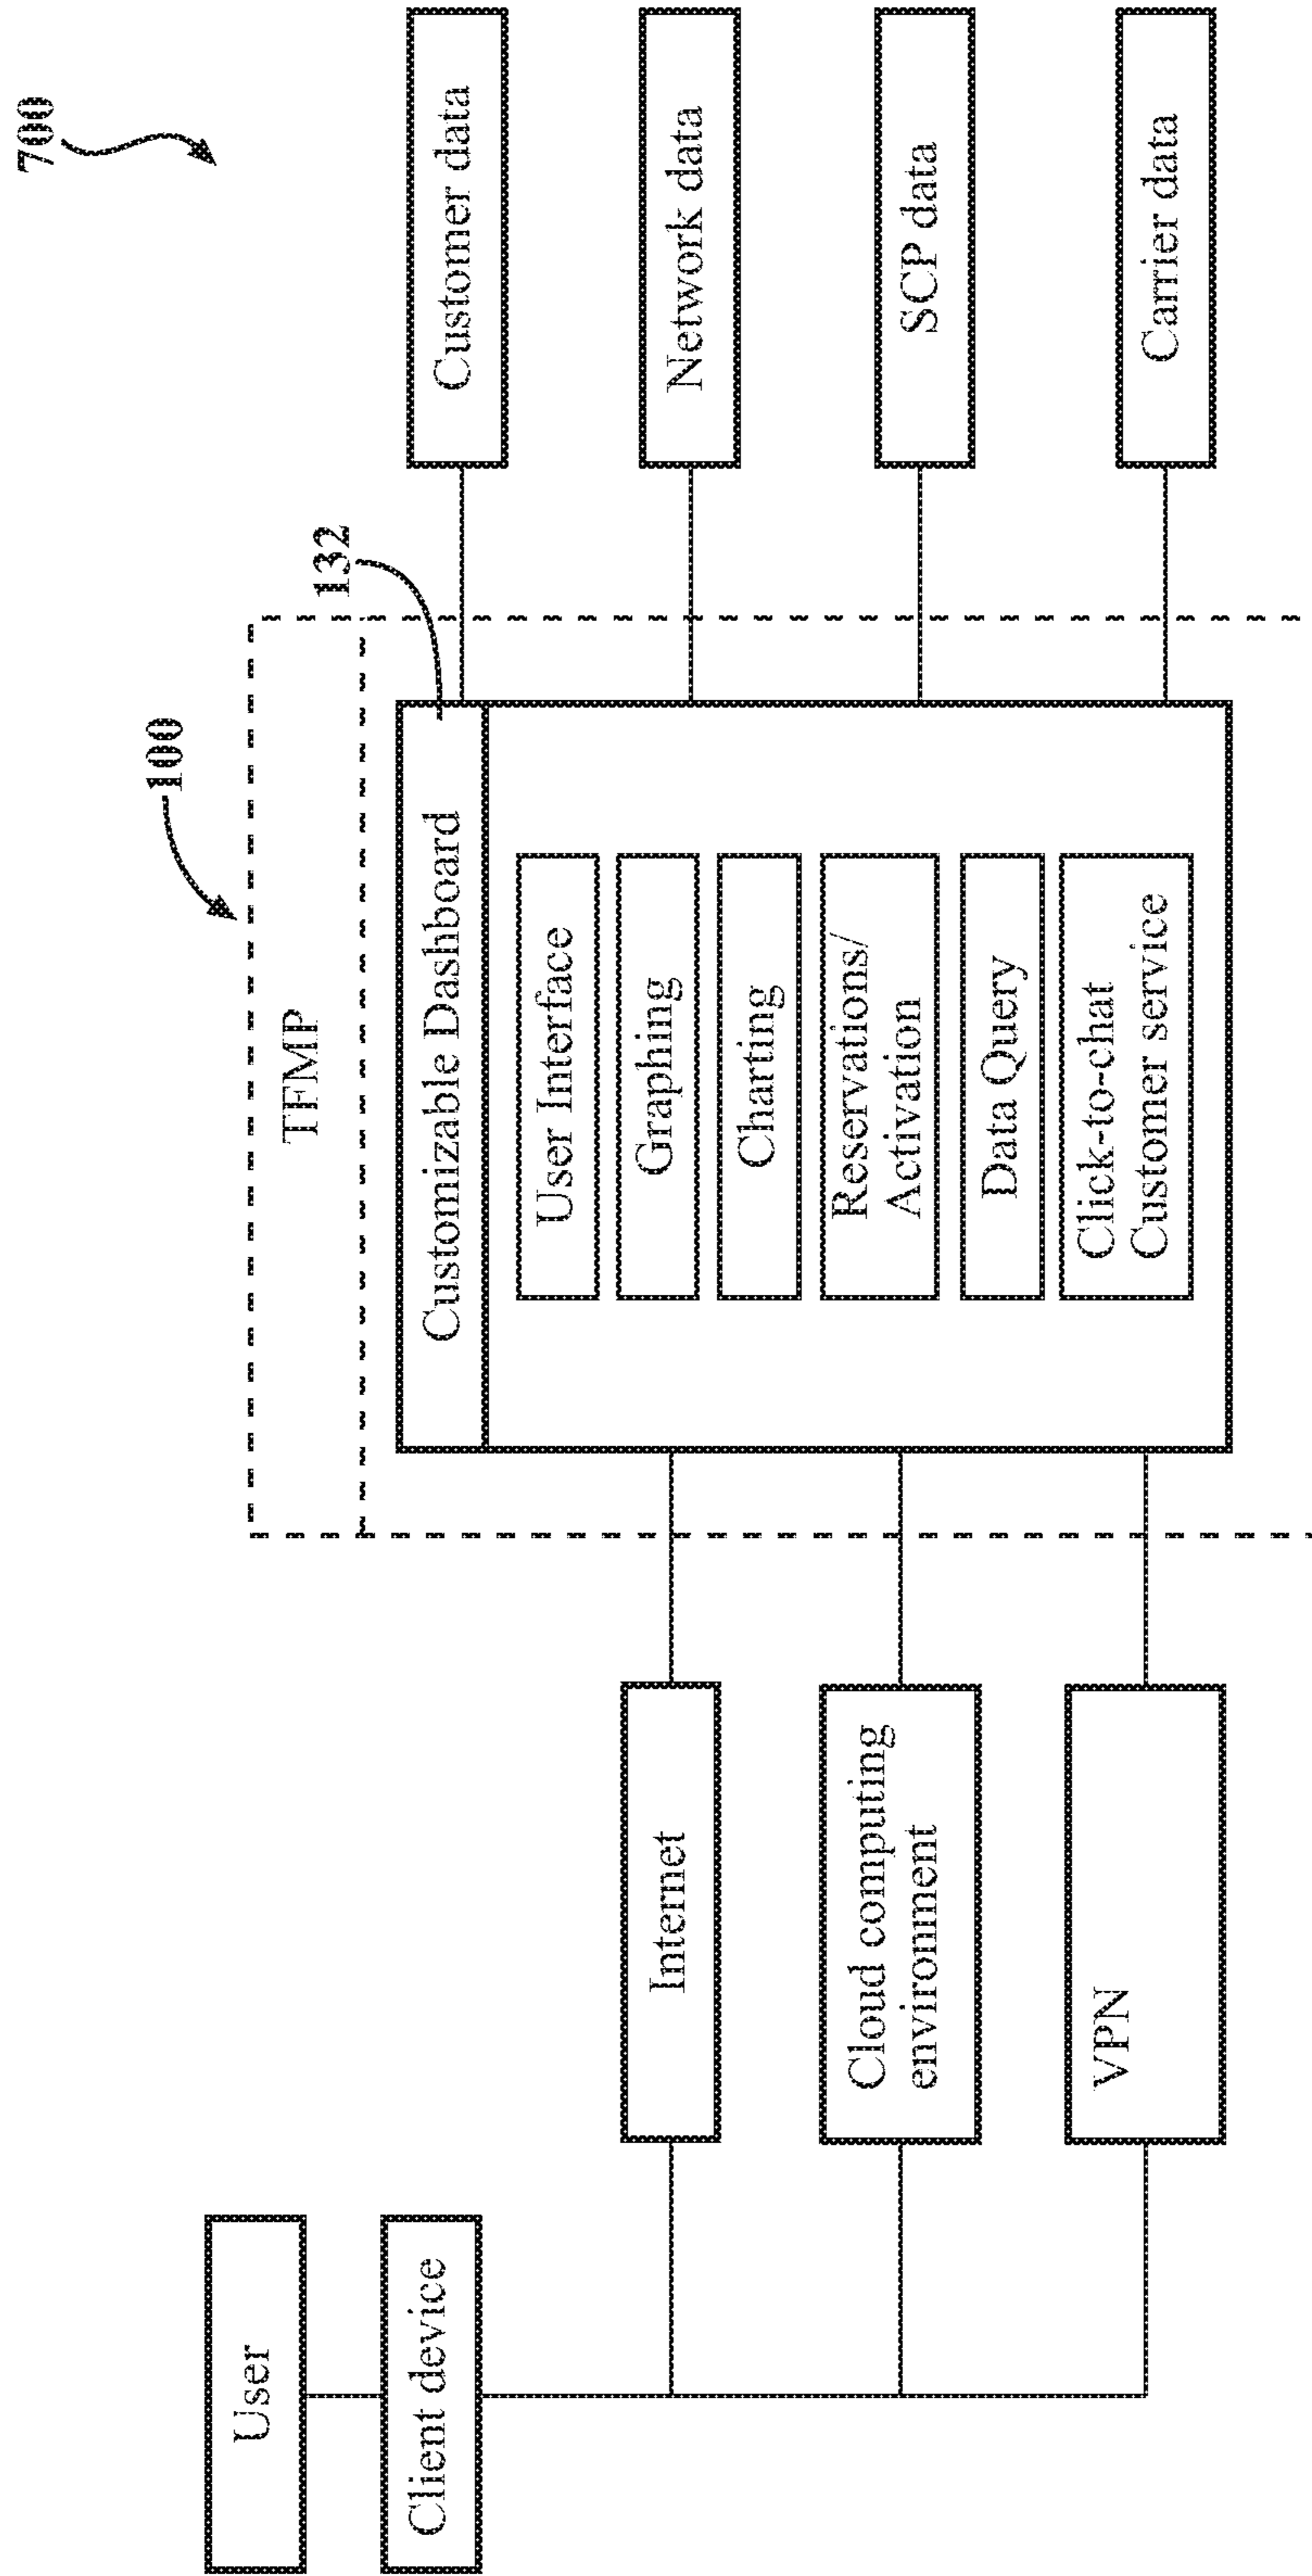 700
100
TFMP
132
User
Client device
Internet
Cloud computing
environment
VPN
Customizable Dashboard
User Interface
Graphing
Charting
Reservations/
Activation
Data Query
Click-to-chat
Customer service
Customer data
Network data
SCP data
Carrier data